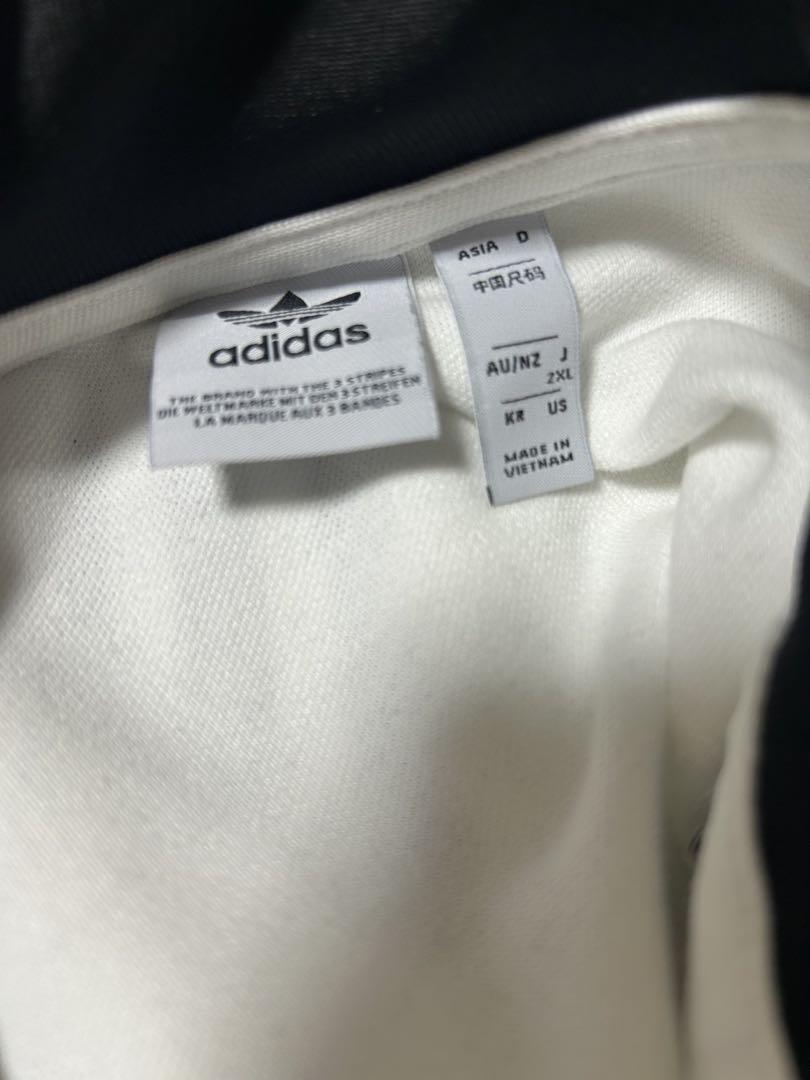 adidas
THE BRAND WITH THE 3 STRIPES
DIE WELTMARKE MIT DEN 3 STREIFEN
LA MARQUE AUX 3 BANDES
ASIA D
中国尺码
AU/NZ J
2XL
KR US
MADE IN
VIETNAM